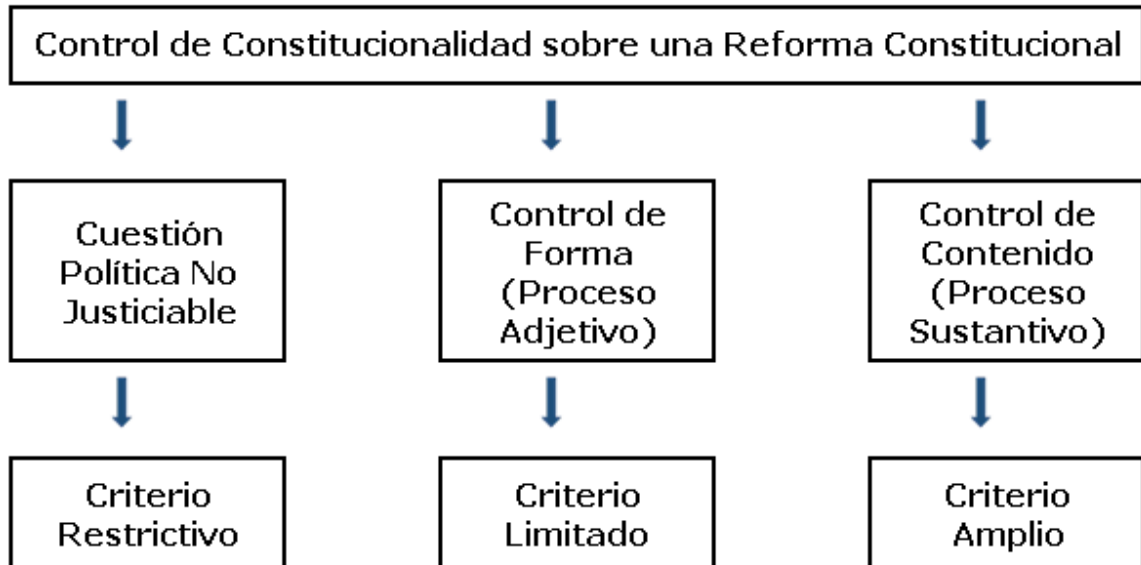 Control de Constitucionalidad sobre una Reforma Constitucional
Cuestión
Política No
Justiciable
Control de
Forma
(Proceso
Adjetivo)
Control de
Contenido
(Proceso
Sustantivo)
Criterio
Restrictivo
Criterio
Limitado
Criterio
Amplio